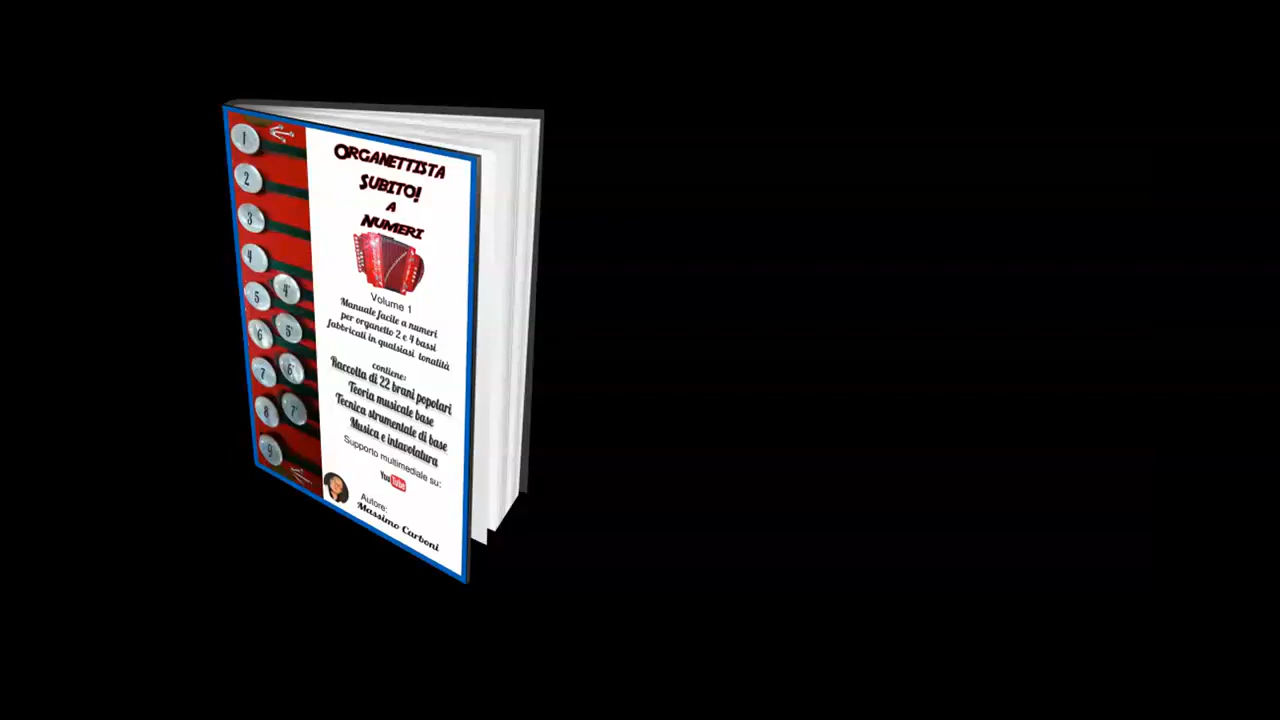 ORGANETTISTA
SUBITO!
A
NUMERI
Volume 1
Manuale facile a numeri
per organetto 2 e 4 bassi
fabbricati in qualsiasi tonalità
contiene:
Raccolta di 22 brani popolari
Teoria musicale base
Tecnica strumentale di base
Musica e intavolatura
Supporto multimediale su:
YouTube
Autore:
Massimo Carboni
1
2
3
4
4'
5
5'
6
6'
7
7'
8
9